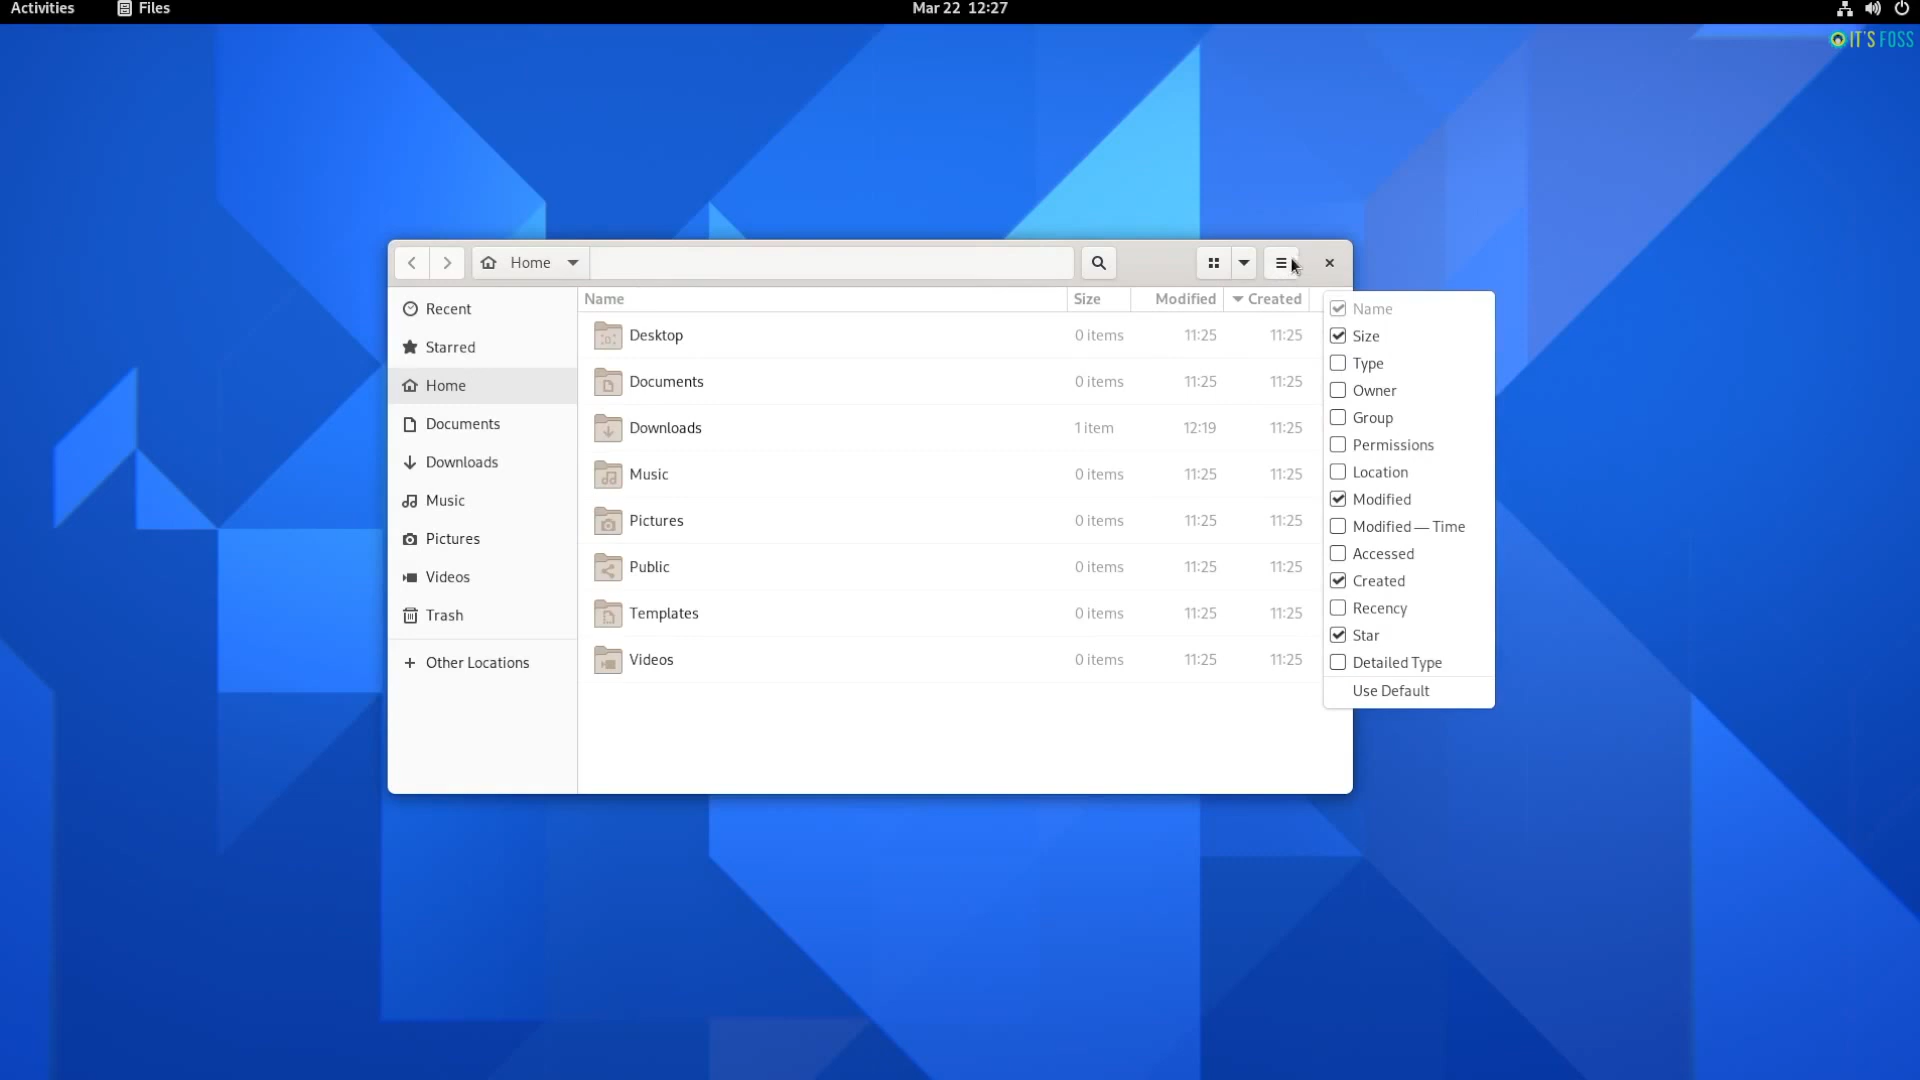 Activities Files Mar 22 12:27
IT'S FOSS
Home
Name Size Modified Created
Recent
Starred
Home
Documents
Downloads
Music
Pictures
Videos
Trash
Other Locations
Desktop 0 items 11:25 11:25
Documents 0 items 11:25 11:25
Downloads 1 item 12:19 11:25
Music 0 items 11:25 11:25
Pictures 0 items 11:25 11:25
Public 0 items 11:25 11:25
Templates 0 items 11:25 11:25
Videos 0 items 11:25 11:25
Name
Size
Type
Owner
Group
Permissions
Location
Modified
Modified — Time
Accessed
Created
Recency
Star
Detailed Type
Use Default